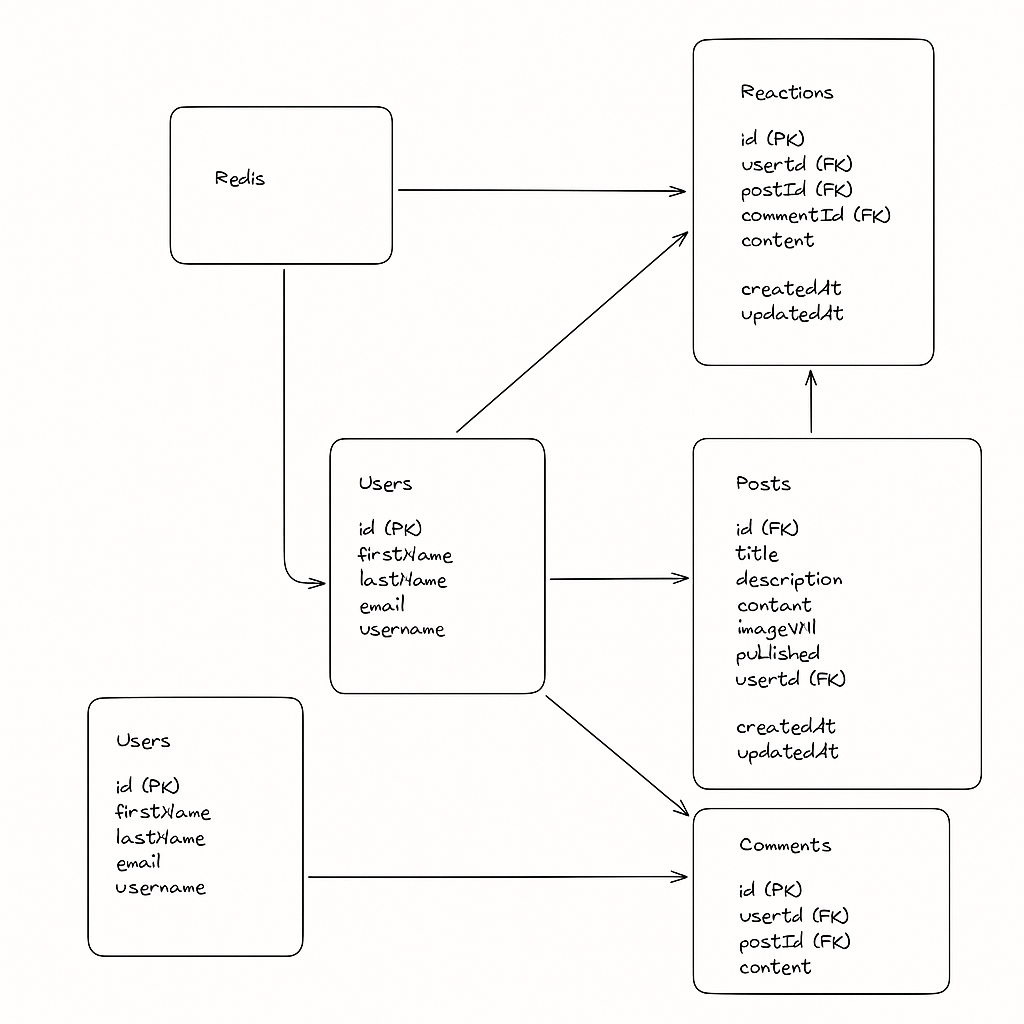 Redis
Reactions
id (PK)
usertd (FK)
postId (FK)
commentId (FK)
content
createdAt
updatedAt
Users
id (PK)
firstName
lastName
email
username
Posts
id (FK)
title
description
contant
published
usertd (FK)
createdAt
updatedAt
Users
id (PK)
firstName
lastName
email
username
Comments
id (PK)
usertd (FK)
postId (FK)
content